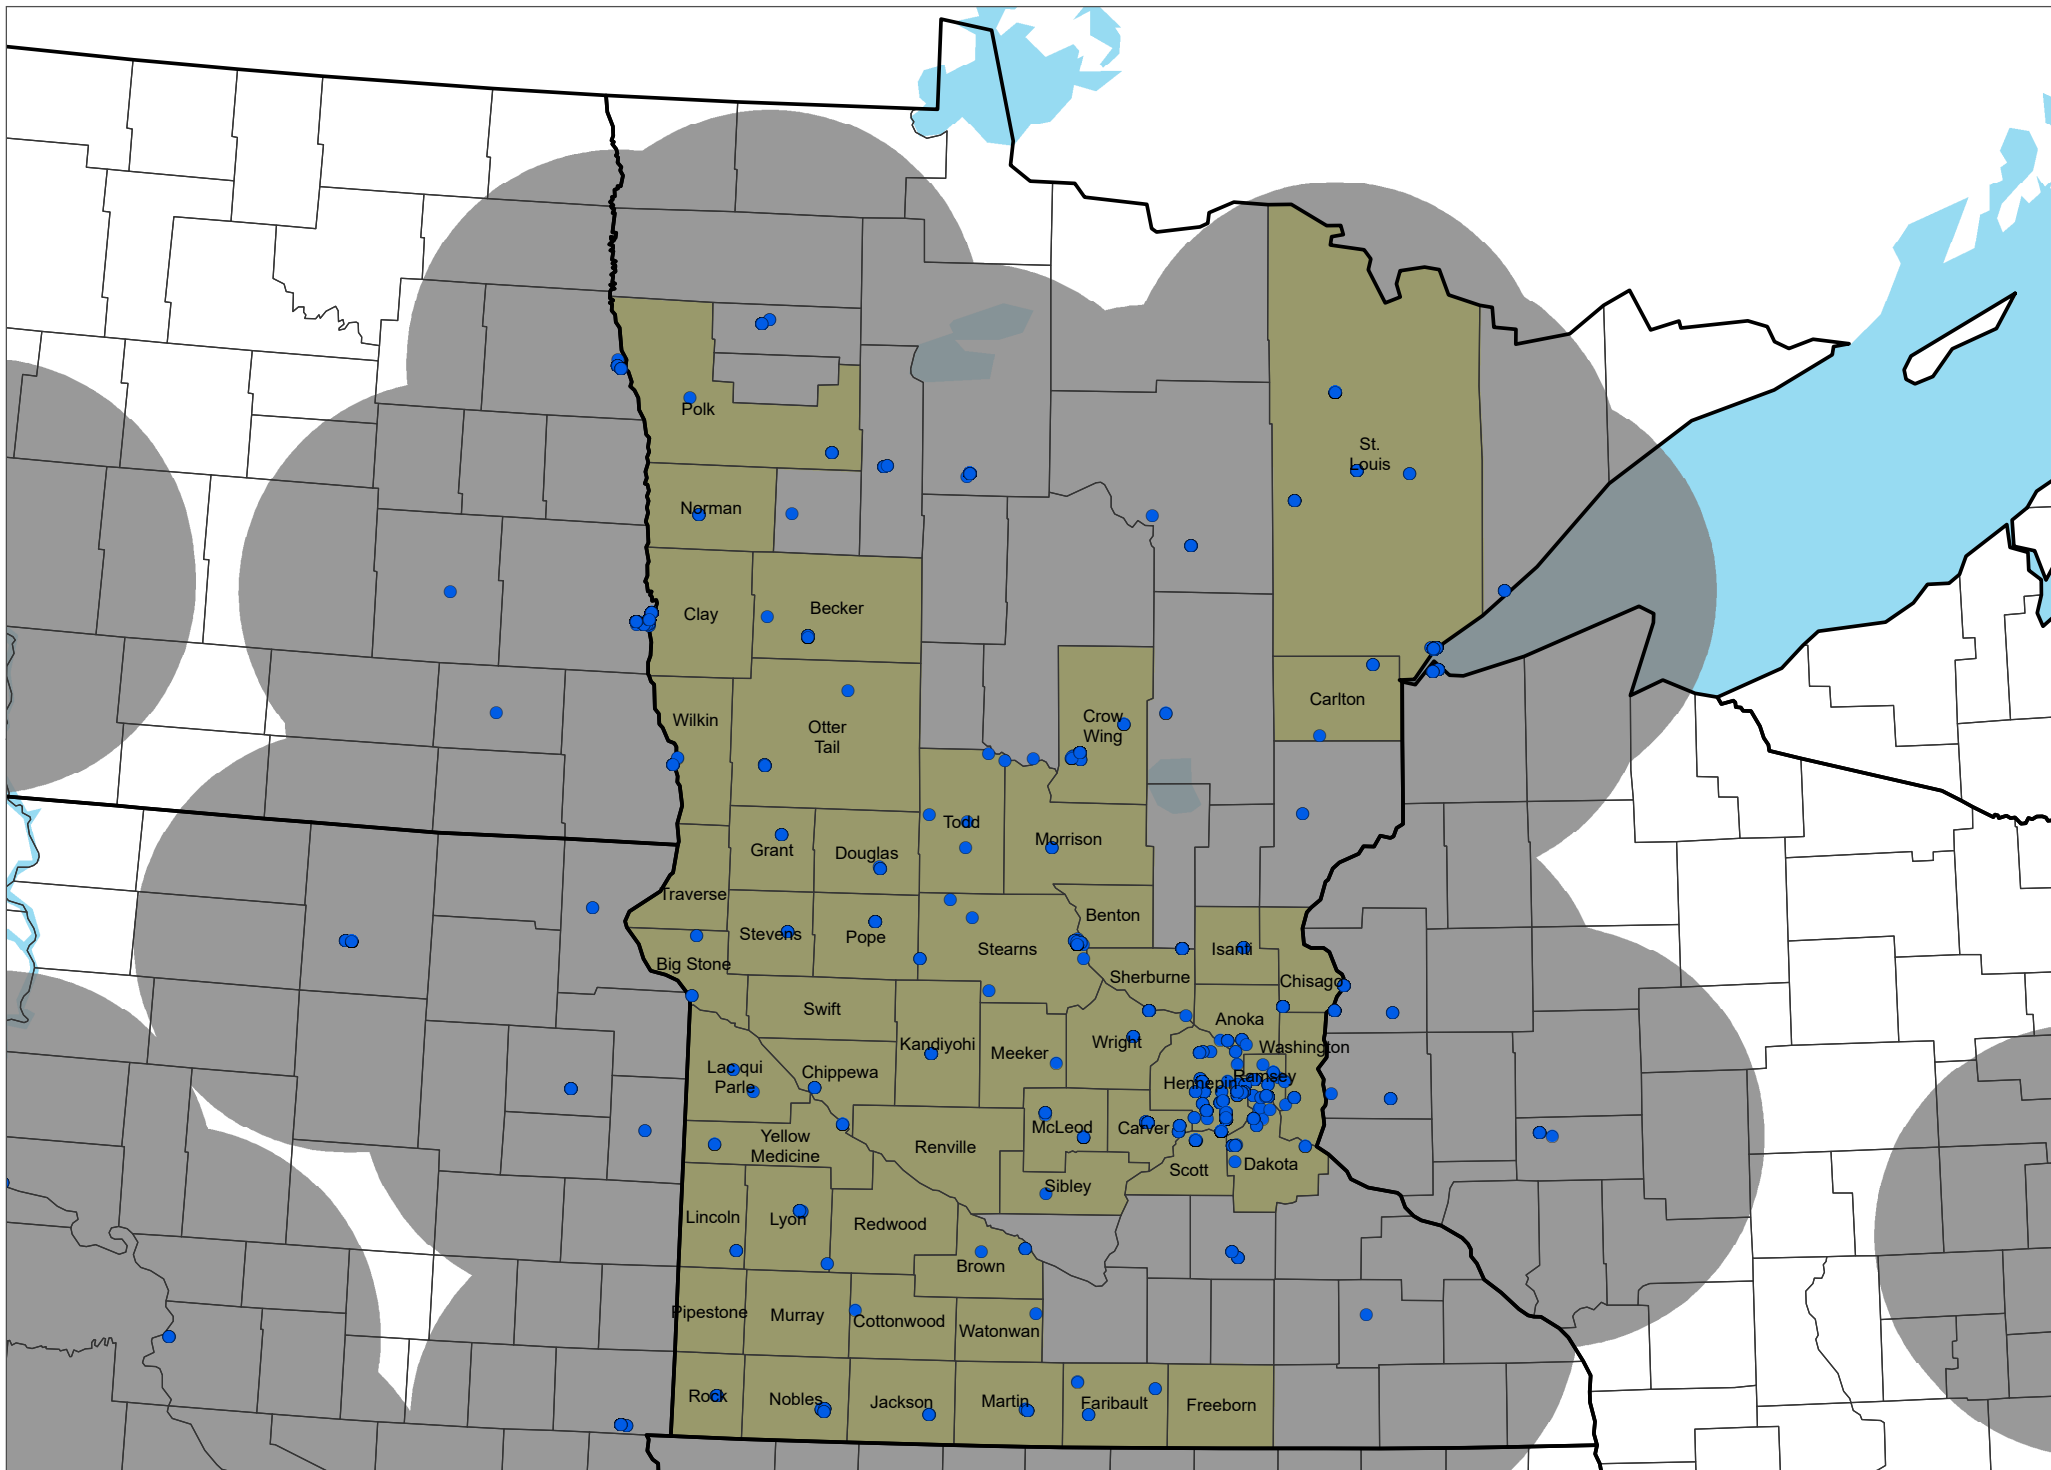 Polk
St.
Louis
Norman
Becker
Clay
Carlton
Wilkin
Crow
Wing
Otter
Tail
Todd
Morrison
Grant
Douglas
Traverse
Benton
Stevens
Pope
Stearns
Isanti
Big Stone
Sherburne
Chisago
Swift
Anoka
Kandiyohi
Meeker
Wright
Washington
Lac qui
Parle
Chippewa
Hennepin
Ramsey
McLeod
Carver
Yellow
Medicine
Renville
Scott
Dakota
Sibley
Lincoln
Lyon
Redwood
Brown
Pipestone
Murray
Cottonwood
Watonwan
Rock
Nobles
Jackson
Martin
Faribault
Freeborn